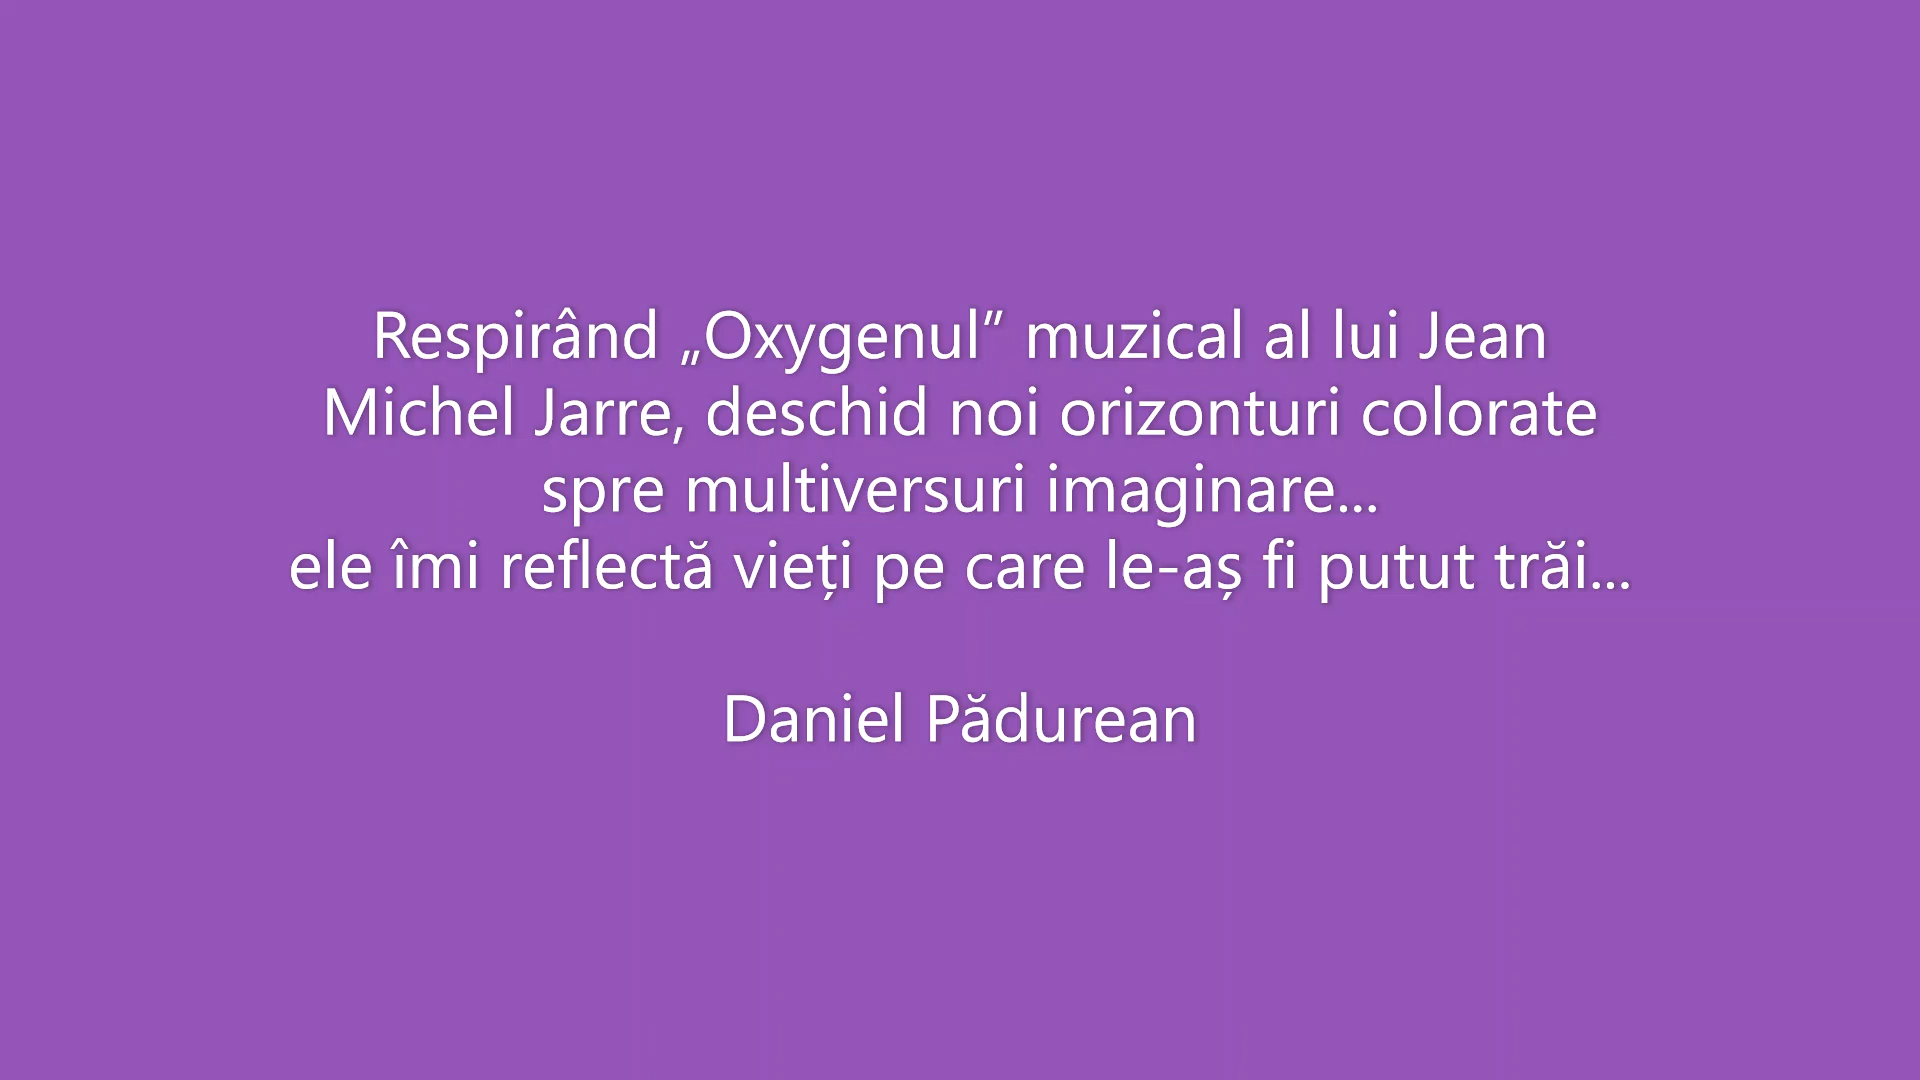 Respirând „Oxygenul” muzical al lui Jean
Michel Jarre, deschid noi orizonturi colorate
spre multiversuri imaginare...
ele îmi reflectă vieți pe care le-aș fi putut trăi...
Daniel Pădurean